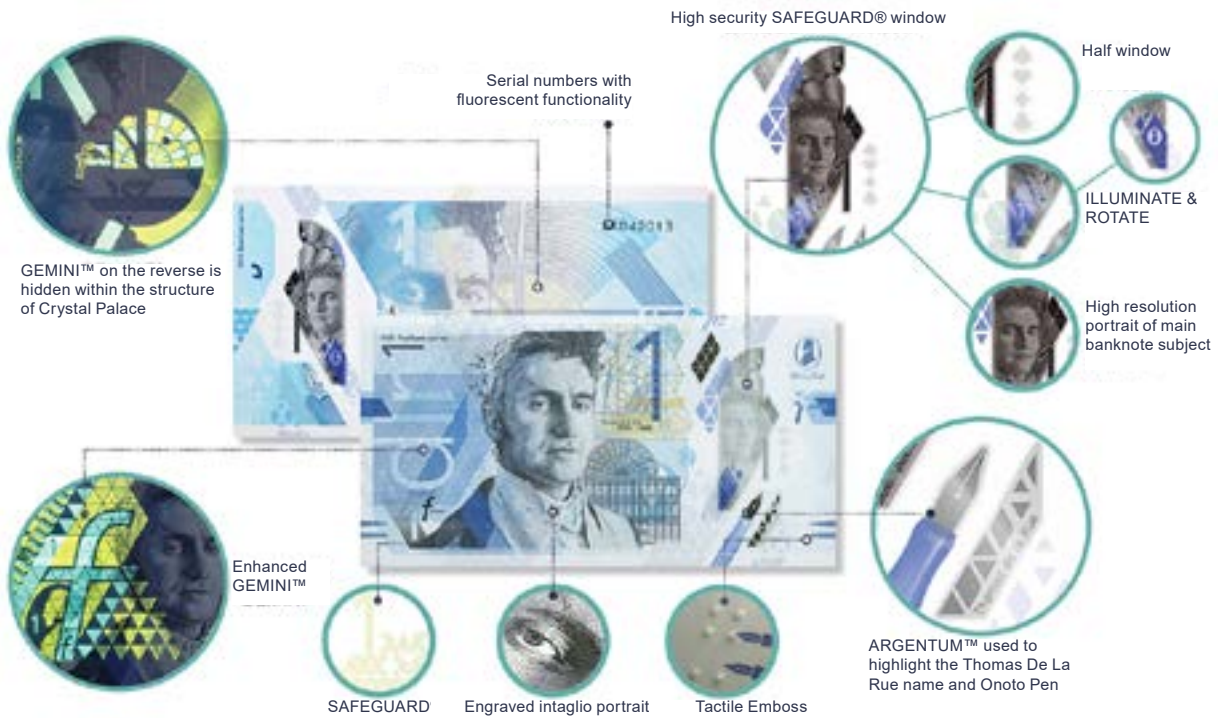 High security SAFEGUARD® window
Half window
Serial numbers with
fluorescent functionality
ILLUMINATE &
ROTATE
GEMINI™ on the reverse is
hidden within the structure
of Crystal Palace
High resolution
portrait of main
banknote subject
1
f
Enhanced
GEMINI™
ARGENTUM™ used to
highlight the Thomas De La
Rue name and Onoto Pen
SAFEGUARD
Engraved intaglio portrait
Tactile Emboss